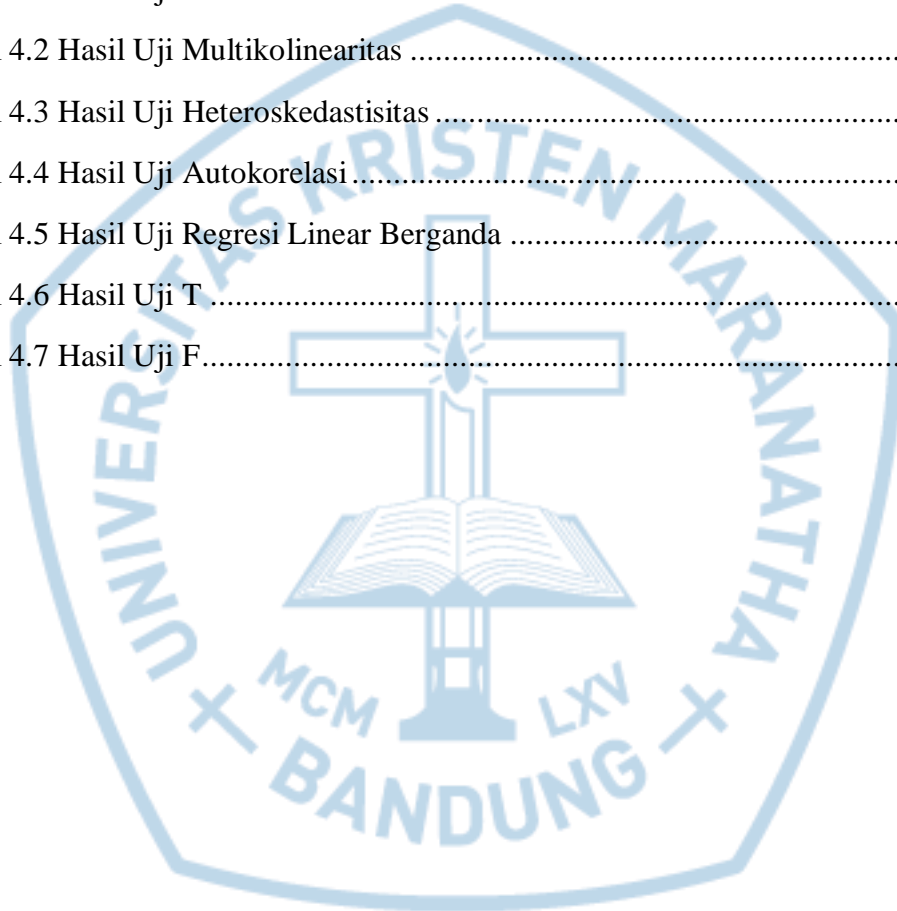 4.2 Hasil Uji Multikolinearitas ....................................................................
4.3 Hasil Uji Heteroskedastisitas ................................................................
4.4 Hasil Uji Autokorelasi ..........................................................................
4.5 Hasil Uji Regresi Linear Berganda ......................................................
4.6 Hasil Uji T ............................................................................................
4.7 Hasil Uji F.............................................................................................
UNIVERSITAS KRISTEN MARANATHA
MCM LXV
BANDUNG